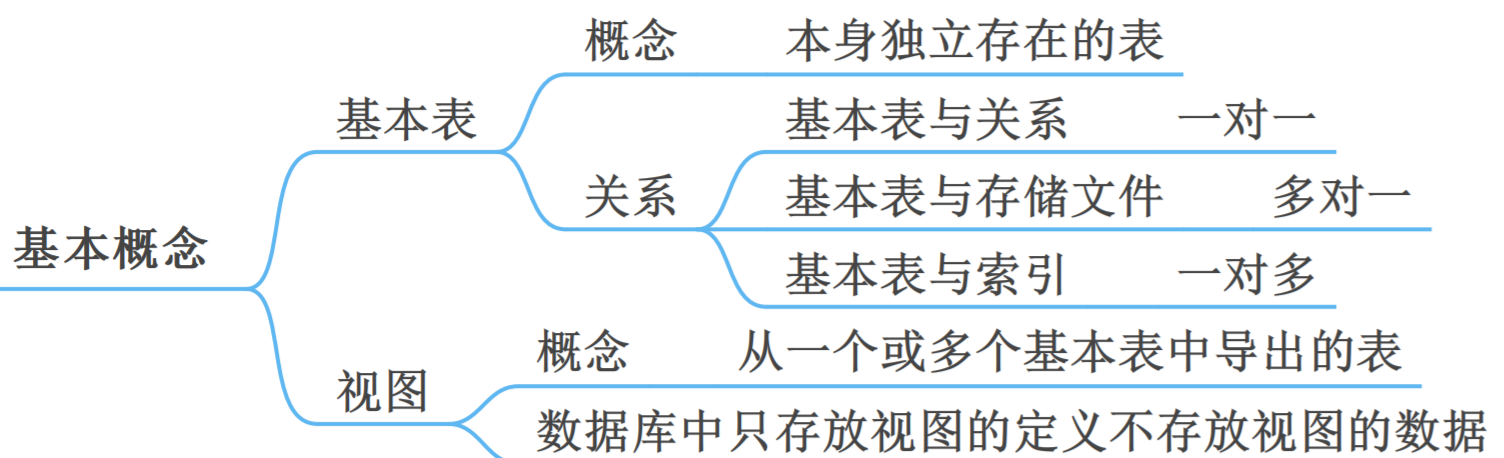 概念 本身独立存在的表
基本表
基本表与关系 一对一
关系
基本表与存储文件 多对一
基本概念
基本表与索引 一对多
概念 从一个或多个基本表中导出的表
视图
数据库中只存放视图的定义不存放视图的数据